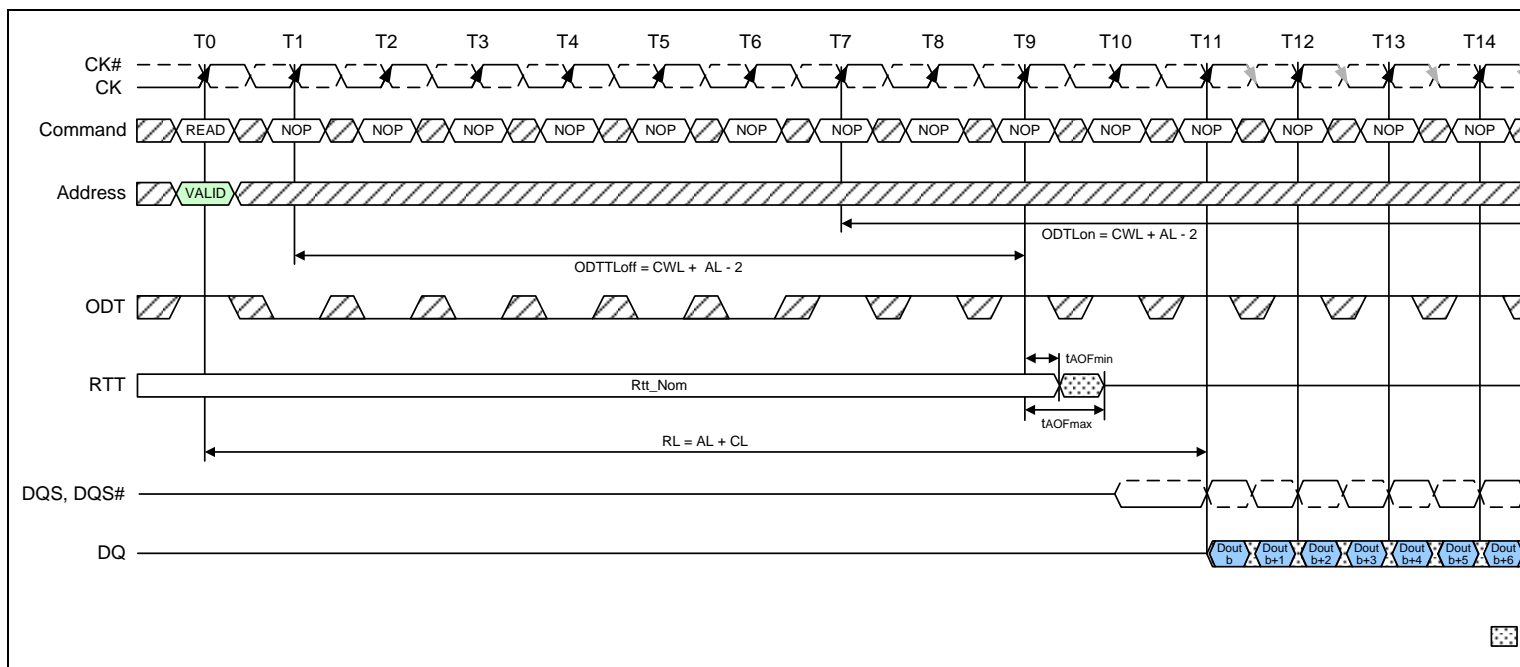 T0 T1 T2 T3 T4 T5 T6 T7 T8 T9 T10 T11 T12 T13 T14
CK#
CK
Command READ NOP NOP NOP NOP NOP NOP NOP NOP NOP NOP NOP NOP NOP NOP
Address VALID
ODTLon = CWL + AL - 2
ODTTLoff = CWL + AL - 2
ODT
tAOFmin
RTT Rtt_Nom
tAOFmax
RL = AL + CL
DQS, DQS#
DQ Dout b Dout b+1 Dout b+2 Dout b+3 Dout b+4 Dout b+5 Dout b+6